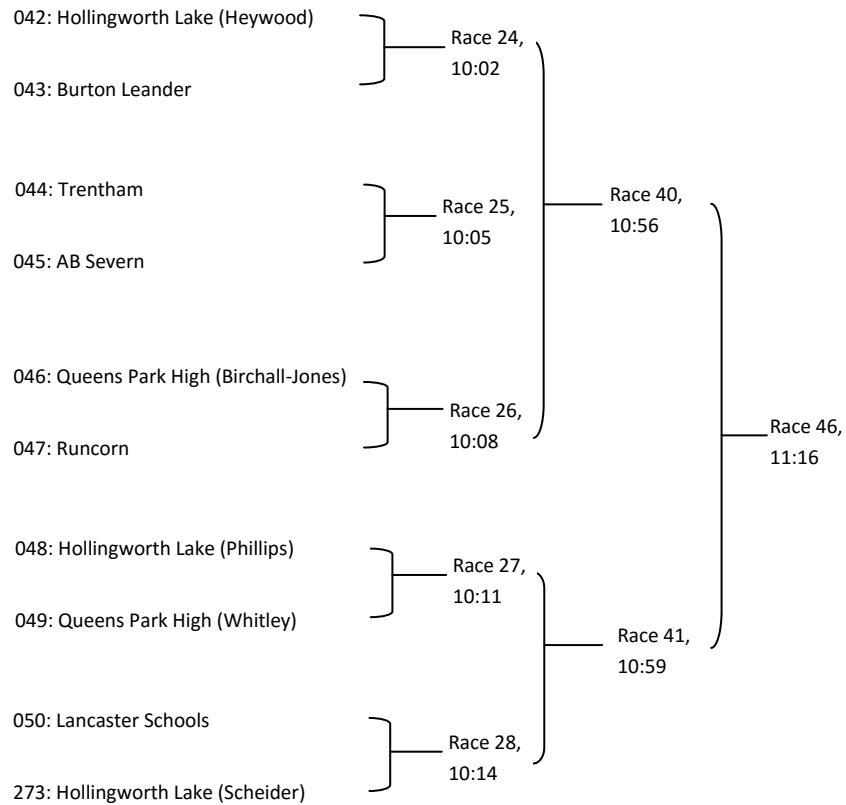 042: Hollingworth Lake (Heywood)
Race 24,
10:02
043: Burton Leander
044: Trentham
Race 25,
10:05
045: AB Severn
Race 40,
10:56
046: Queens Park High (Birchall-Jones)
Race 26,
10:08
047: Runcorn
Race 46,
11:16
048: Hollingworth Lake (Phillips)
Race 27,
10:11
049: Queens Park High (Whitley)
Race 41,
10:59
050: Lancaster Schools
Race 28,
10:14
273: Hollingworth Lake (Scheider)